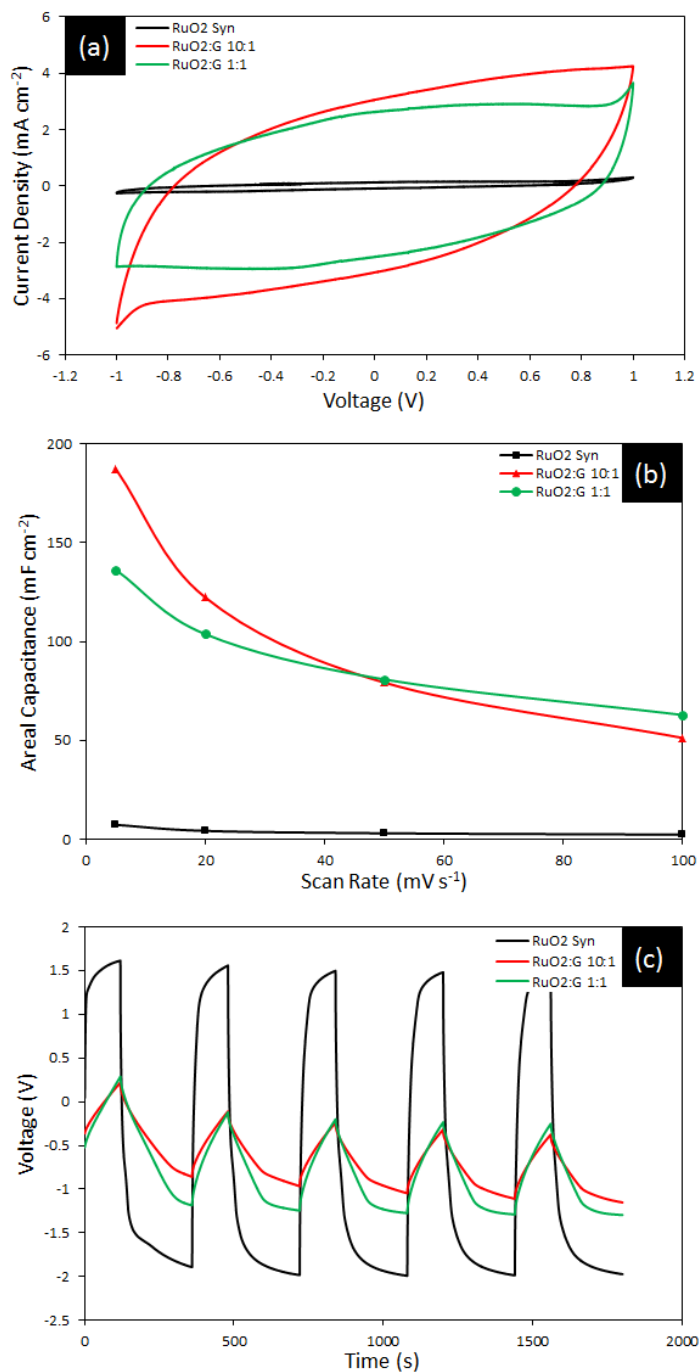 (a)
RuO2 Syn
RuO2:G 10:1
RuO2:G 1:1
Current Density (mA cm⁻²)
6
4
2
0
-2
-4
-6
-1.2 -1 -0.8 -0.6 -0.4 -0.2 0 0.2 0.4 0.6 0.8 1 1.2
Voltage (V)
(b)
RuO2 Syn
RuO2:G 10:1
RuO2:G 1:1
Areal Capacitance (mF cm⁻²)
200
150
100
50
0
0 20 40 60 80 100
Scan Rate (mV s⁻¹)
(c)
RuO2 Syn
RuO2:G 10:1
RuO2:G 1:1
Voltage (V)
2
1.5
1
0.5
0
-0.5
-1
-1.5
-2
-2.5
0 500 1000 1500 2000
Time (s)